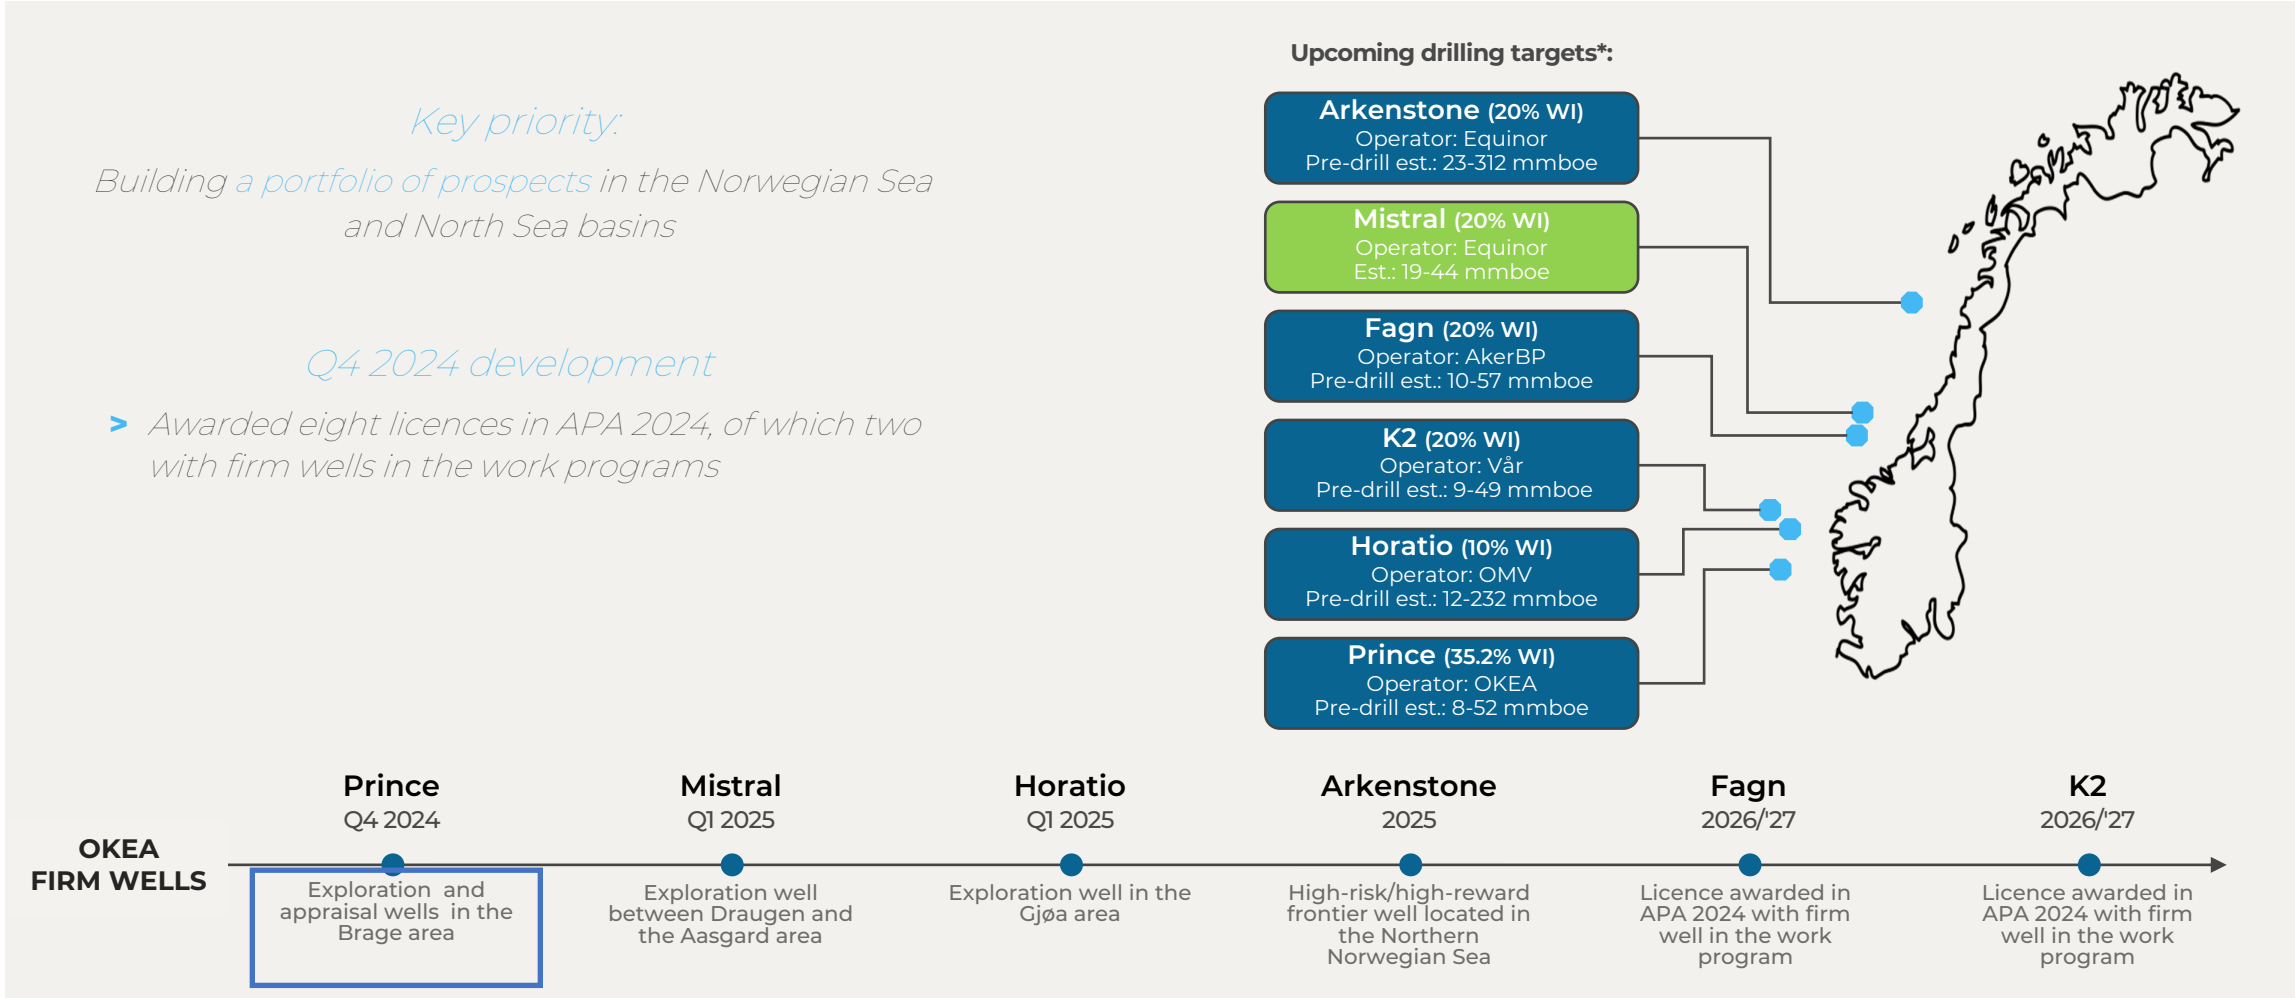 Key priority:
Building a portfolio of prospects in the Norwegian Sea
and North Sea basins
Q4 2024 development
> Awarded eight licences in APA 2024, of which two
with firm wells in the work programs
Upcoming drilling targets*:
Arkenstone (20% WI)
Operator: Equinor
Pre-drill est.: 23-312 mmboe
Mistral (20% WI)
Operator: Equinor
Est.: 19-44 mmboe
Fagn (20% WI)
Operator: AkerBP
Pre-drill est.: 10-57 mmboe
K2 (20% WI)
Operator: Vår
Pre-drill est.: 9-49 mmboe
Horatio (10% WI)
Operator: OMV
Pre-drill est.: 12-232 mmboe
Prince (35.2% WI)
Operator: OKEA
Pre-drill est.: 8-52 mmboe
OKEA
FIRM WELLS
Prince
Q4 2024
Exploration and
appraisal wells in the
Brage area
Mistral
Q1 2025
Exploration well
between Draugen and
the Aasgard area
Horatio
Q1 2025
Exploration well in the
Gjøa area
Arkenstone
2025
High-risk/high-reward
frontier well located in
the Northern
Norwegian Sea
Fagn
2026/'27
Licence awarded in
APA 2024 with firm
well in the work
program
K2
2026/'27
Licence awarded in
APA 2024 with firm
well in the work
program